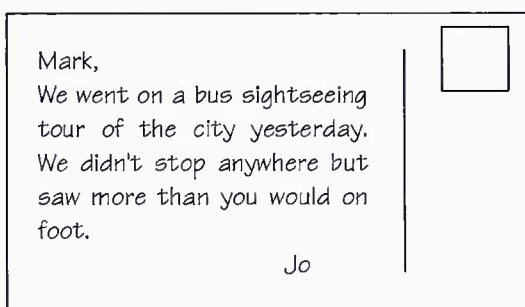 Mark,
We went on a bus sightseeing
tour of the city yesterday.
We didn't stop anywhere but
saw more than you would on
foot.
Jo